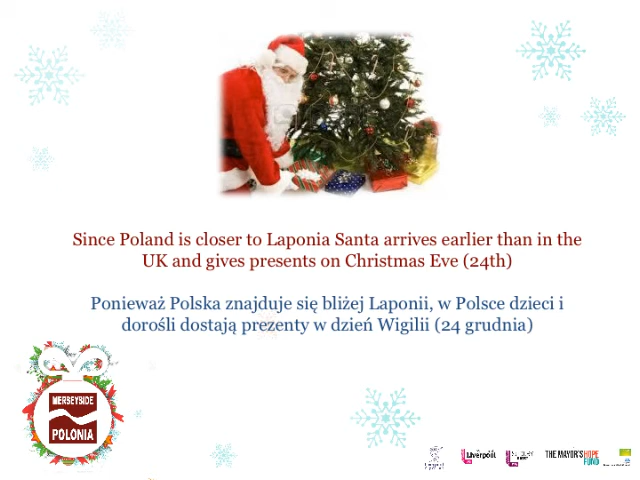 Since Poland is closer to Laponia Santa arrives earlier than in the
UK and gives presents on Christmas Eve (24th)
Ponieważ Polska znajduje się bliżej Laponii, w Polsce dzieci i
dorośli dostają prezenty w dzień Wigilii (24 grudnia)
MERSEYSIDE
POLONIA
Liverpool
THE MAYOR'S HOPE
FUND